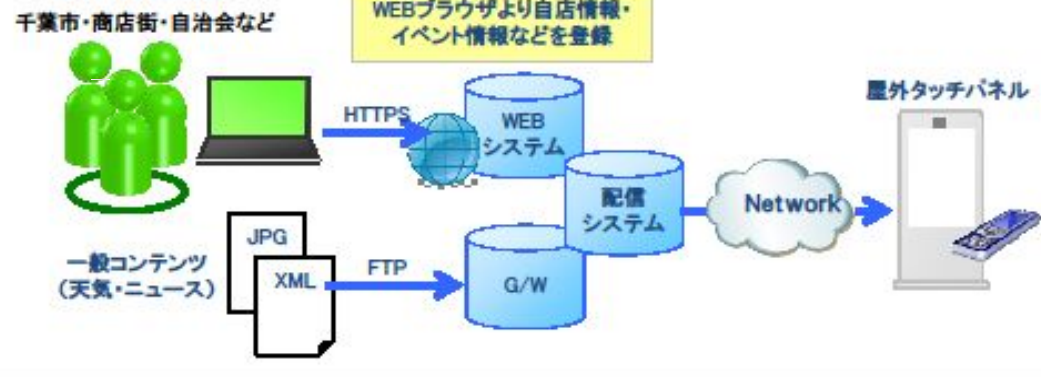 千葉市・商店街・自治会など
WEBブラウザより自店情報・
イベント情報などを登録
HTTPS
WEB
システム
屋外タッチパネル
配信
システム
Network
一般コンテンツ
(天気・ニュース)
JPG
XML
FTP
G/W